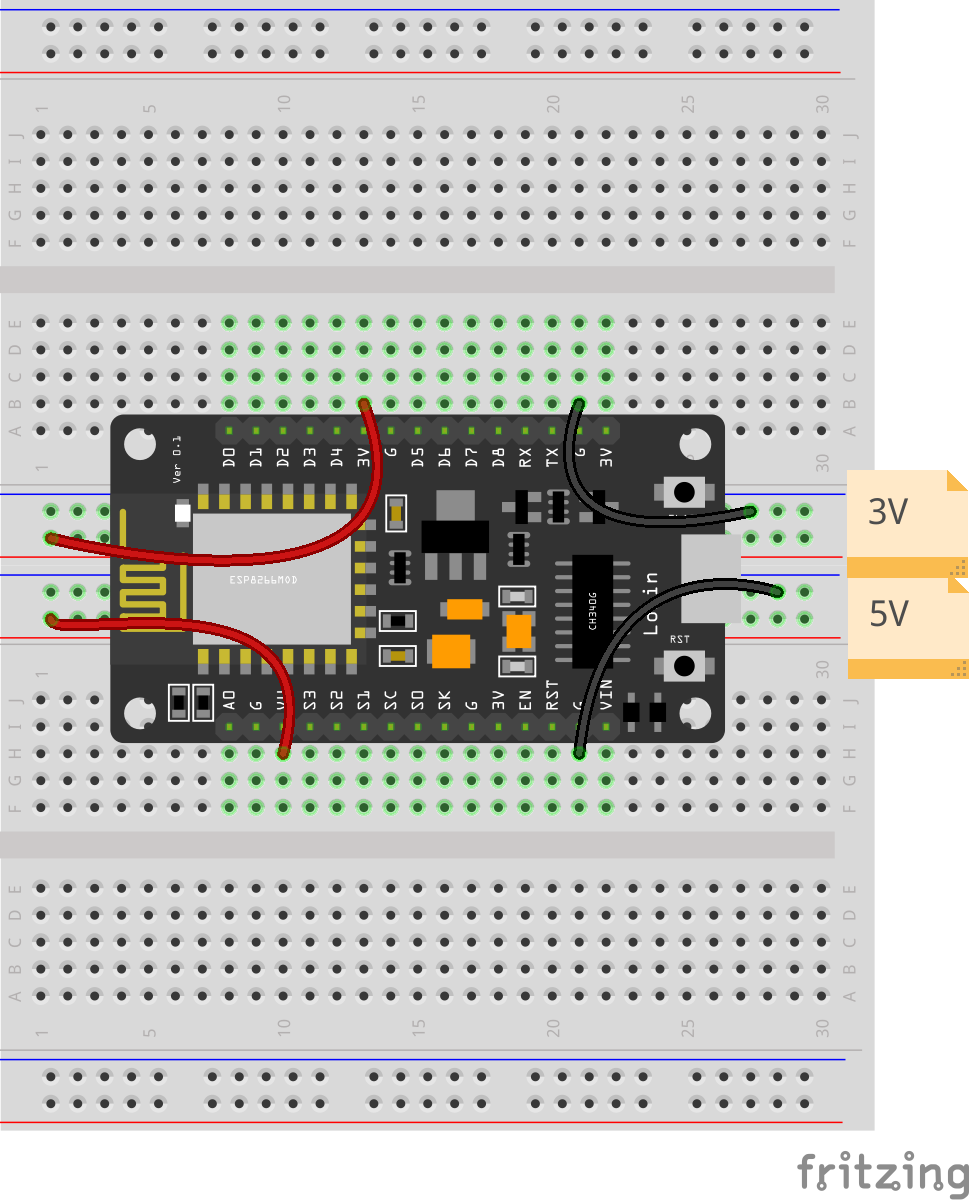 1 5 10 15 20 25 30
J J
I I
H H
G G
F F
E E
D D
C C
B B
A A
D0 D1 D2 D3 D4 3V G D5 D6 D7 D8 RX TX G 3V
Ver 0.1
1 30
3V
ESP8266MOD
CH340G
LoLin
5V
RST
1 30
A0 G S3 S2 S1 SC SO SK G 3V EN RST G VIN
J J
I I
H H
G G
F F
E E
D D
C C
B B
A A
1 5 10 15 20 25 30
fritzing